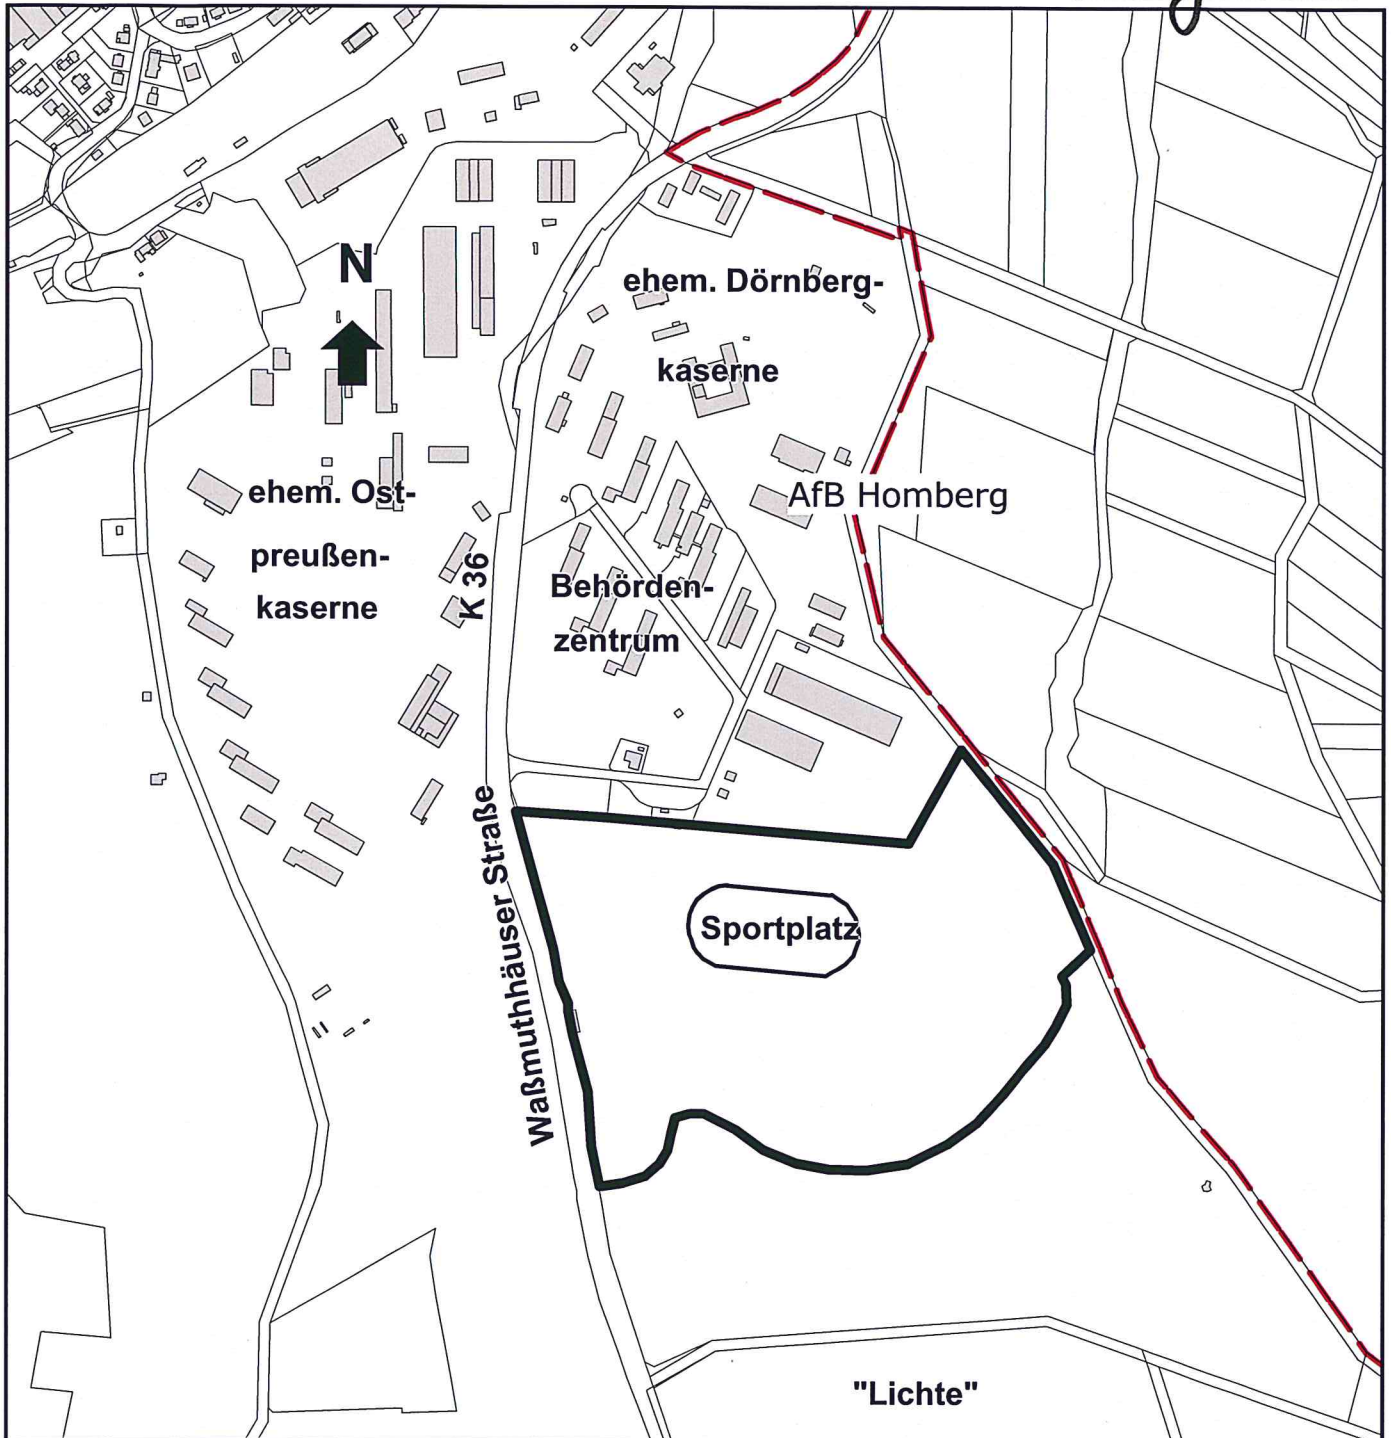 N
ehem. Dörnberg-
kaserne
AfB Homberg
ehem. Ost-
preußen-
kaserne
K 36
Behörden-
zentrum
Waßmuthhäuser Straße
Sportplatz
"Lichte"